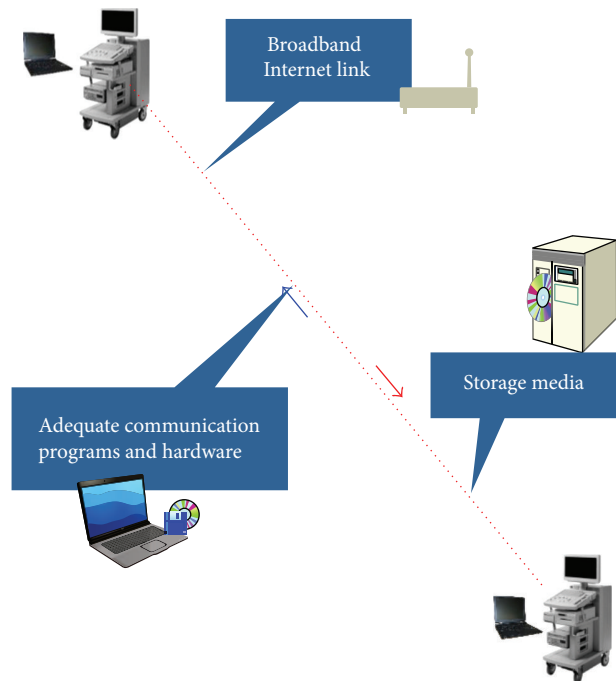 Broadband
Internet link
Storage media
Adequate communication
programs and hardware